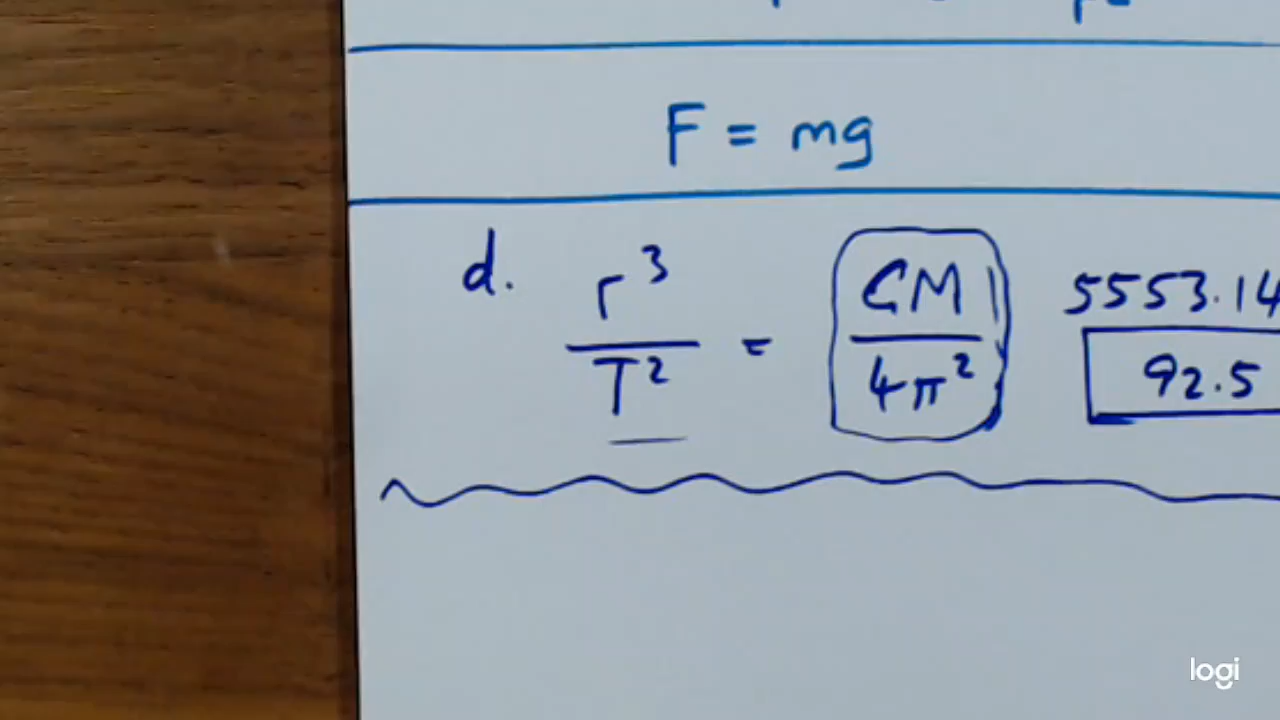 F = mg
d. r³/T² = GM/4π² 5553.14
92.5
logi